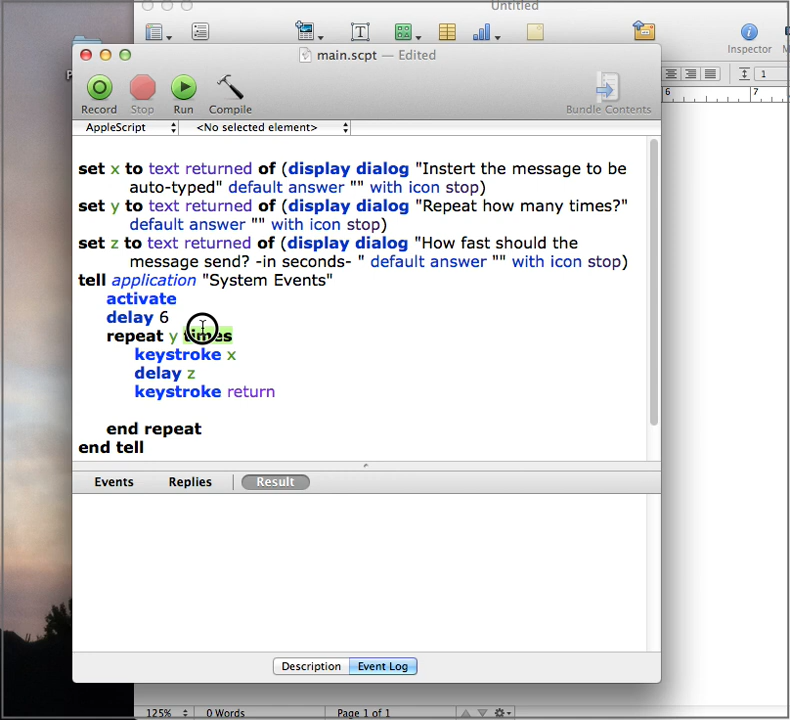 Untitled
main.scpt — Edited
Inspector
Record Stop Run Compile Bundle Contents
1
AppleScript <No selected element>
6 7
set x to text returned of (display dialog "Instert the message to be
auto-typed" default answer "" with icon stop)
set y to text returned of (display dialog "Repeat how many times?"
default answer "" with icon stop)
set z to text returned of (display dialog "How fast should the
message send? -in seconds- " default answer "" with icon stop)
tell application "System Events"
activate
delay 6
repeat y times
keystroke x
delay z
keystroke return
end repeat
end tell
Events Replies Result
Description Event Log
125% 0 Words Page 1 of 1